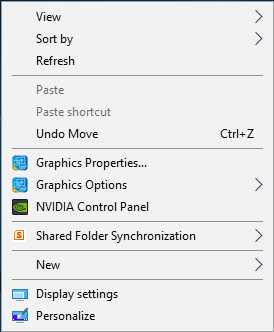 View
Sort by
Refresh
Paste
Paste shortcut
Undo Move Ctrl+Z
Graphics Properties...
Graphics Options
NVIDIA Control Panel
Shared Folder Synchronization
New
Display settings
Personalize